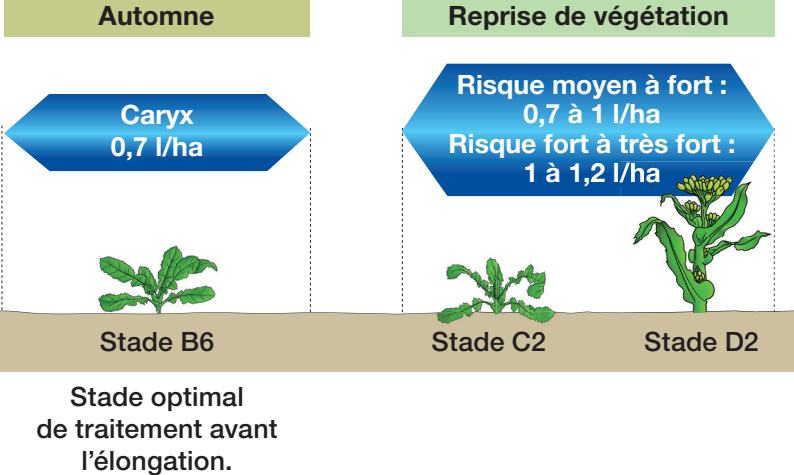 Automne
Caryx
0,7 l/ha
Stade B6
Stade optimal
de traitement avant
l'élongation.
Reprise de végétation
Risque moyen à fort :
0,7 à 1 l/ha
Risque fort à très fort :
1 à 1,2 l/ha
Stade C2
Stade D2